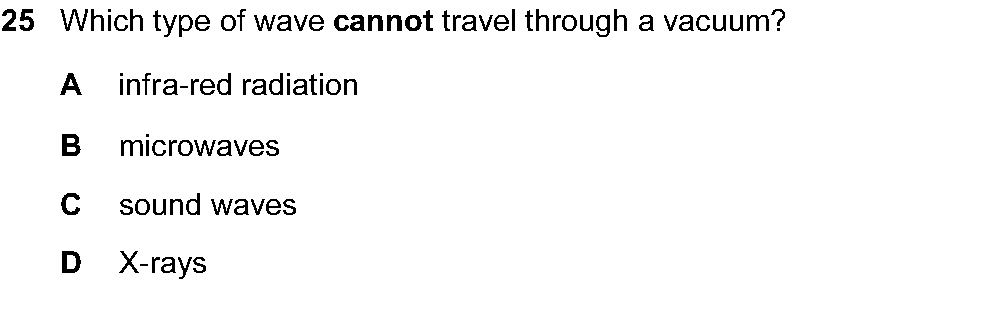 25 Which type of wave cannot travel through a vacuum?
A infra-red radiation
B microwaves
C sound waves
D X-rays